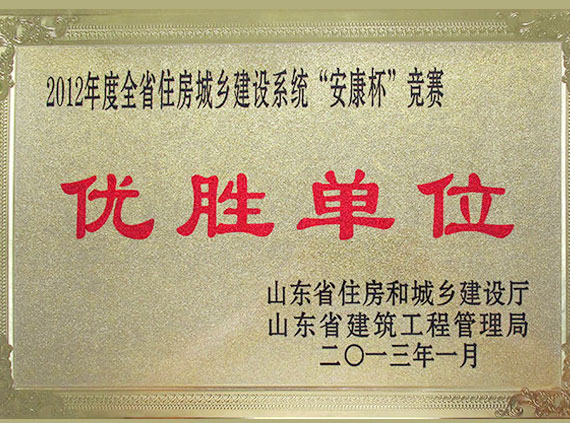 2012年度全省住房城乡建设系统“安康杯”竞赛
优胜单位
山东省住房和城乡建设厅
山东省建筑工程管理局
二〇一三年一月